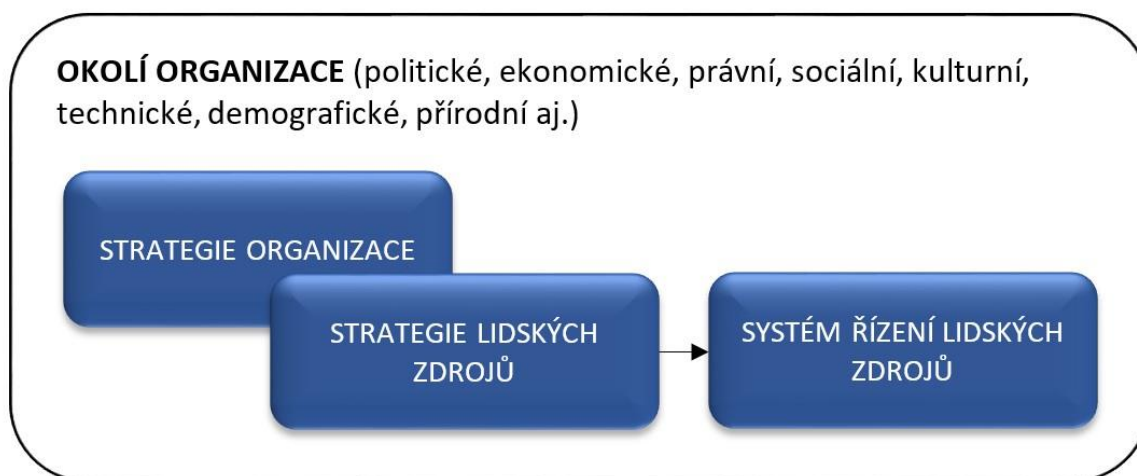 OKOLÍ ORGANIZACE (politické, ekonomické, právní, sociální, kulturní,
technické, demografické, přírodní aj.)
STRATEGIE ORGANIZACE
STRATEGIE LIDSKÝCH
ZDROJŮ
SYSTÉM ŘÍZENÍ LIDSKÝCH
ZDROJŮ